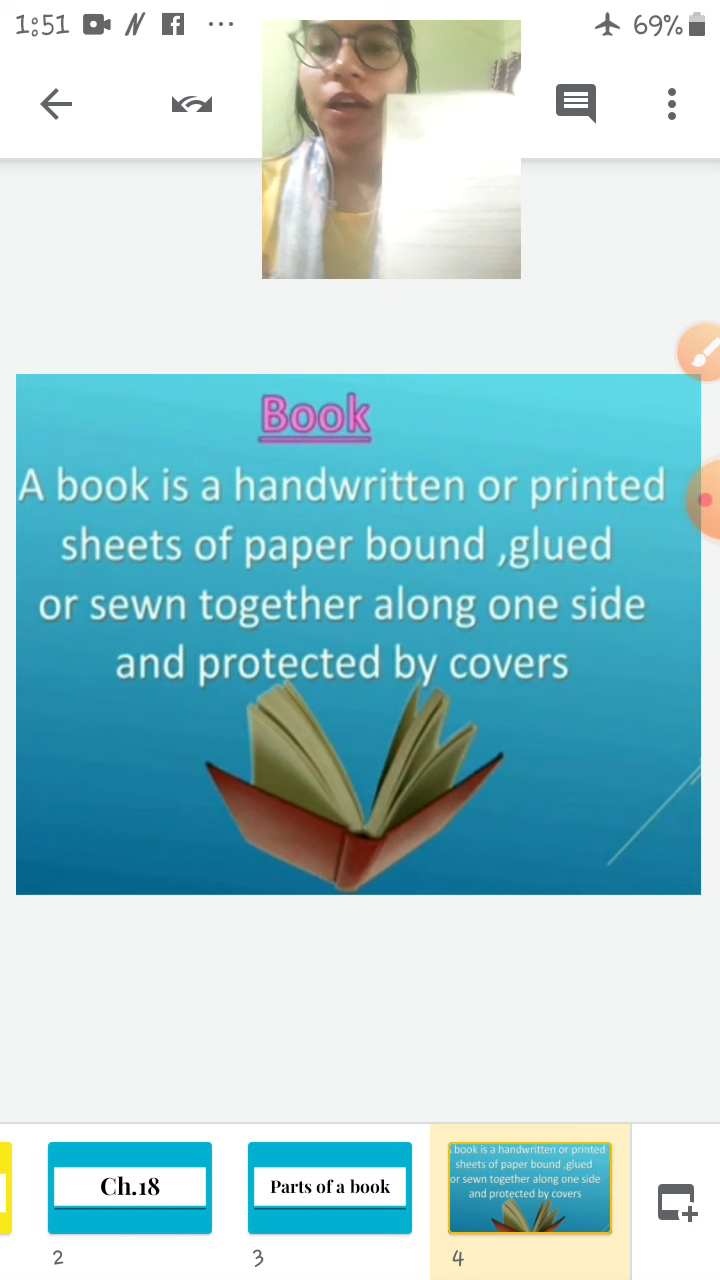 1:51
69%
Book
A book is a handwritten or printed
sheets of paper bound ,glued
or sewn together along one side
and protected by covers
Ch.18
2
Parts of a book
3
book is a handwritten or printed
sheets of paper bound ,glued
or sewn together along one side
and protected by covers
4